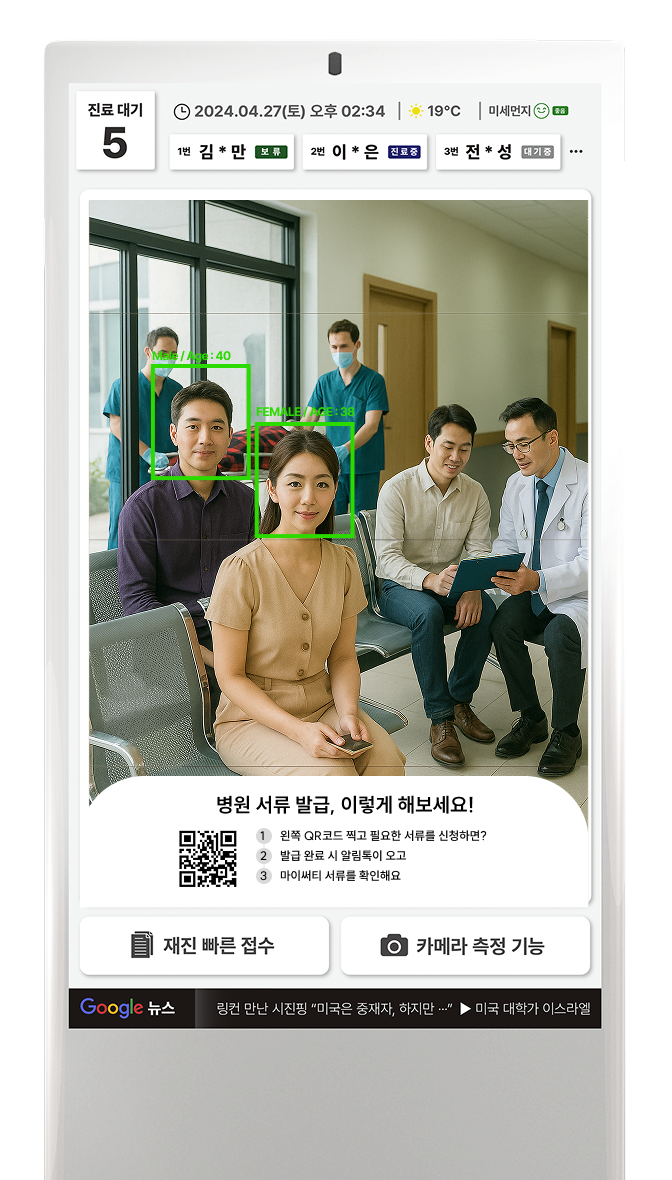 진료 대기
5
2024.04.27(토) 오후 02:34 | 19°C | 미세먼지 좋음
1번 김*만 보류
2번 이*은 진료중
3번 전*성 대기중 ···
Male / Age : 40
FEMALE / AGE : 38
병원 서류 발급, 이렇게 해보세요!
1 왼쪽 QR코드 찍고 필요한 서류를 신청하면?
2 발급 완료 시 알림톡이 오고
3 마이써티 서류를 확인해요
재진 빠른 접수
카메라 측정 기능
Google 뉴스
링컨 만난 시진핑 “미국은 중재자, 하지만 ···” ▶ 미국 대학가 이스라엘